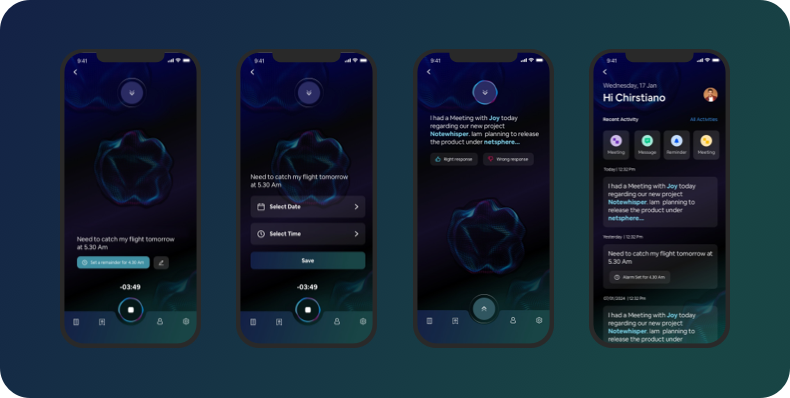 9:41
Need to catch my flight tomorrow
at 5.30 Am
Set a remainder for 4.30 Am
-03:49
9:41
Need to catch my flight tomorrow
at 5.30 Am
Select Date
Select Time
Save
-03:49
9:41
I had a Meeting with Joy today
regarding our new project
Notewhisper. Iam planning to release
the product under netsphere...
Right response
Wrong response
9:41
Wednesday, 17 Jan
Hi Chirstiano
Recent Activity
All Activities
Meeting
Message
Reminder
Meeting
Today | 12:32 Pm
I had a Meeting with Joy today
regarding our new project
Notewhisper. Iam planning to
release the product under
netsphere...
Yesterday | 12:32 Pm
Need to catch my flight tomorrow at
5.30 Am
Alarm Set for 4.30 Am
| 12:32 Pm
I had a Meeting with Joy today
regarding our new project
Notewhisper. Iam planning to
release the product under